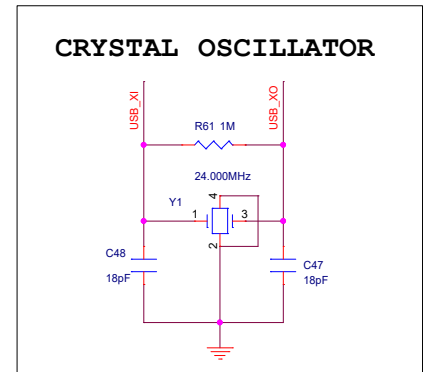 CRYSTAL OSCILLATOR
USB_XI
USB_XO
R61 1M
24.000MHz
Y1
4
1
3
2
C48
18pF
C47
18pF